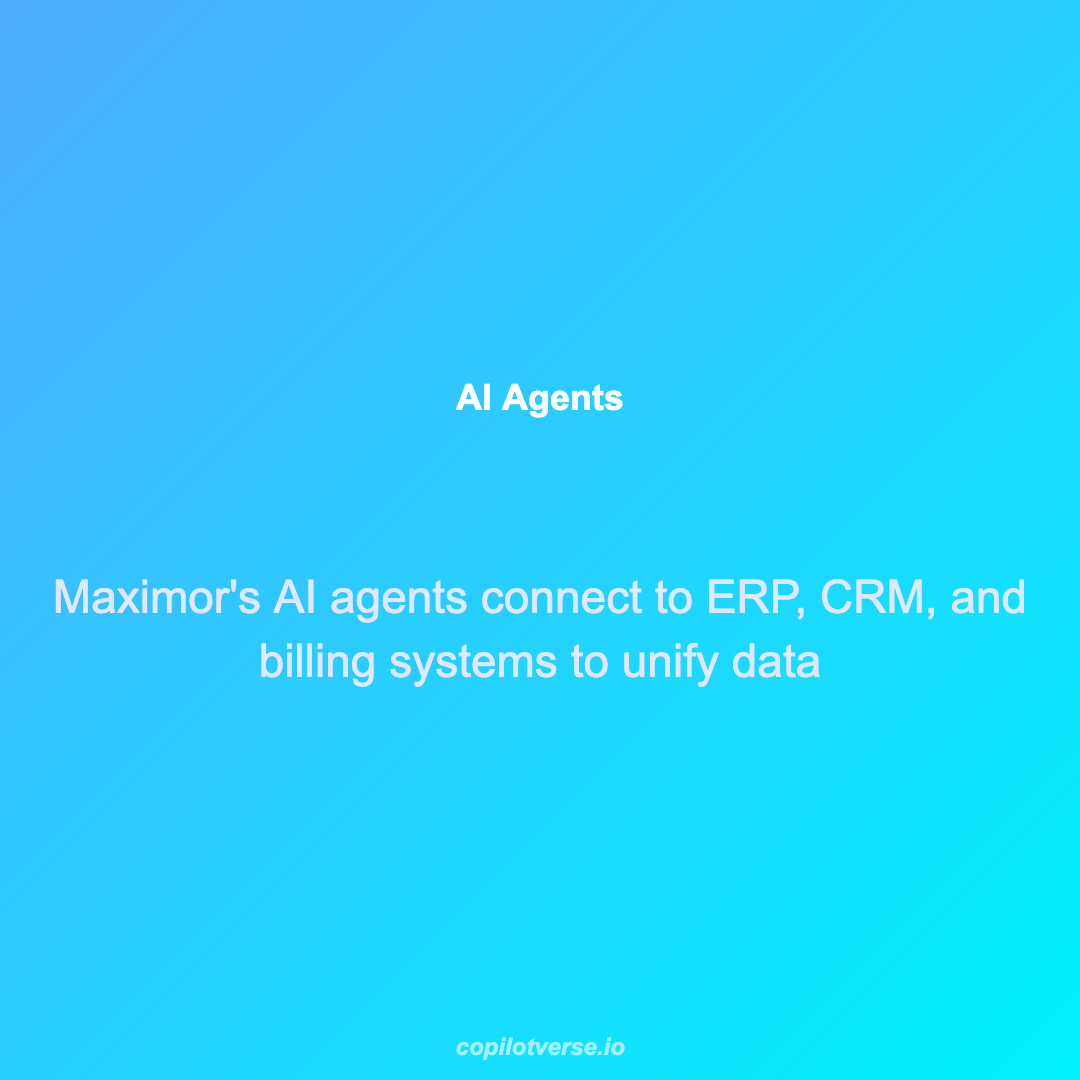 AI Agents
Maximor's AI agents connect to ERP, CRM, and
billing systems to unify data
copilotverse.io